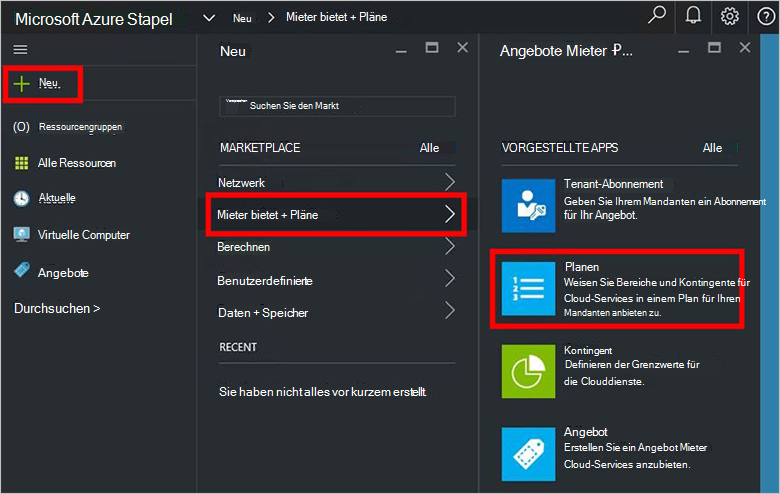 Microsoft Azure Stapel
Neu > Mieter bietet + Pläne
Neu
(O) Ressourcengruppen
Alle Ressourcen
Aktuelle
Virtuelle Computer
Angebote
Durchsuchen >
Neu
Suchen Sie den Markt
MARKETPLACE
Alle
Netzwerk
Mieter bietet + Pläne
Berechnen
Benutzerdefinierte
Daten + Speicher
RECENT
Sie haben nicht alles vor kurzem erstellt.
Angebote Mieter + P...
VORGESTELLTE APPS
Alle
Tenant-Abonnement
Geben Sie Ihrem Mandanten ein Abonnement
für Ihr Angebot.
1
2
3
Planen
Weisen Sie Bereiche und Kontingente für
Cloud-Services in einem Plan für Ihren
Mandanten anbieten zu.
Kontingent
Definieren der Grenzwerte für
die Clouddienste.
Angebot
Erstellen Sie ein Angebot Mieter
Cloud-Services anzubieten.